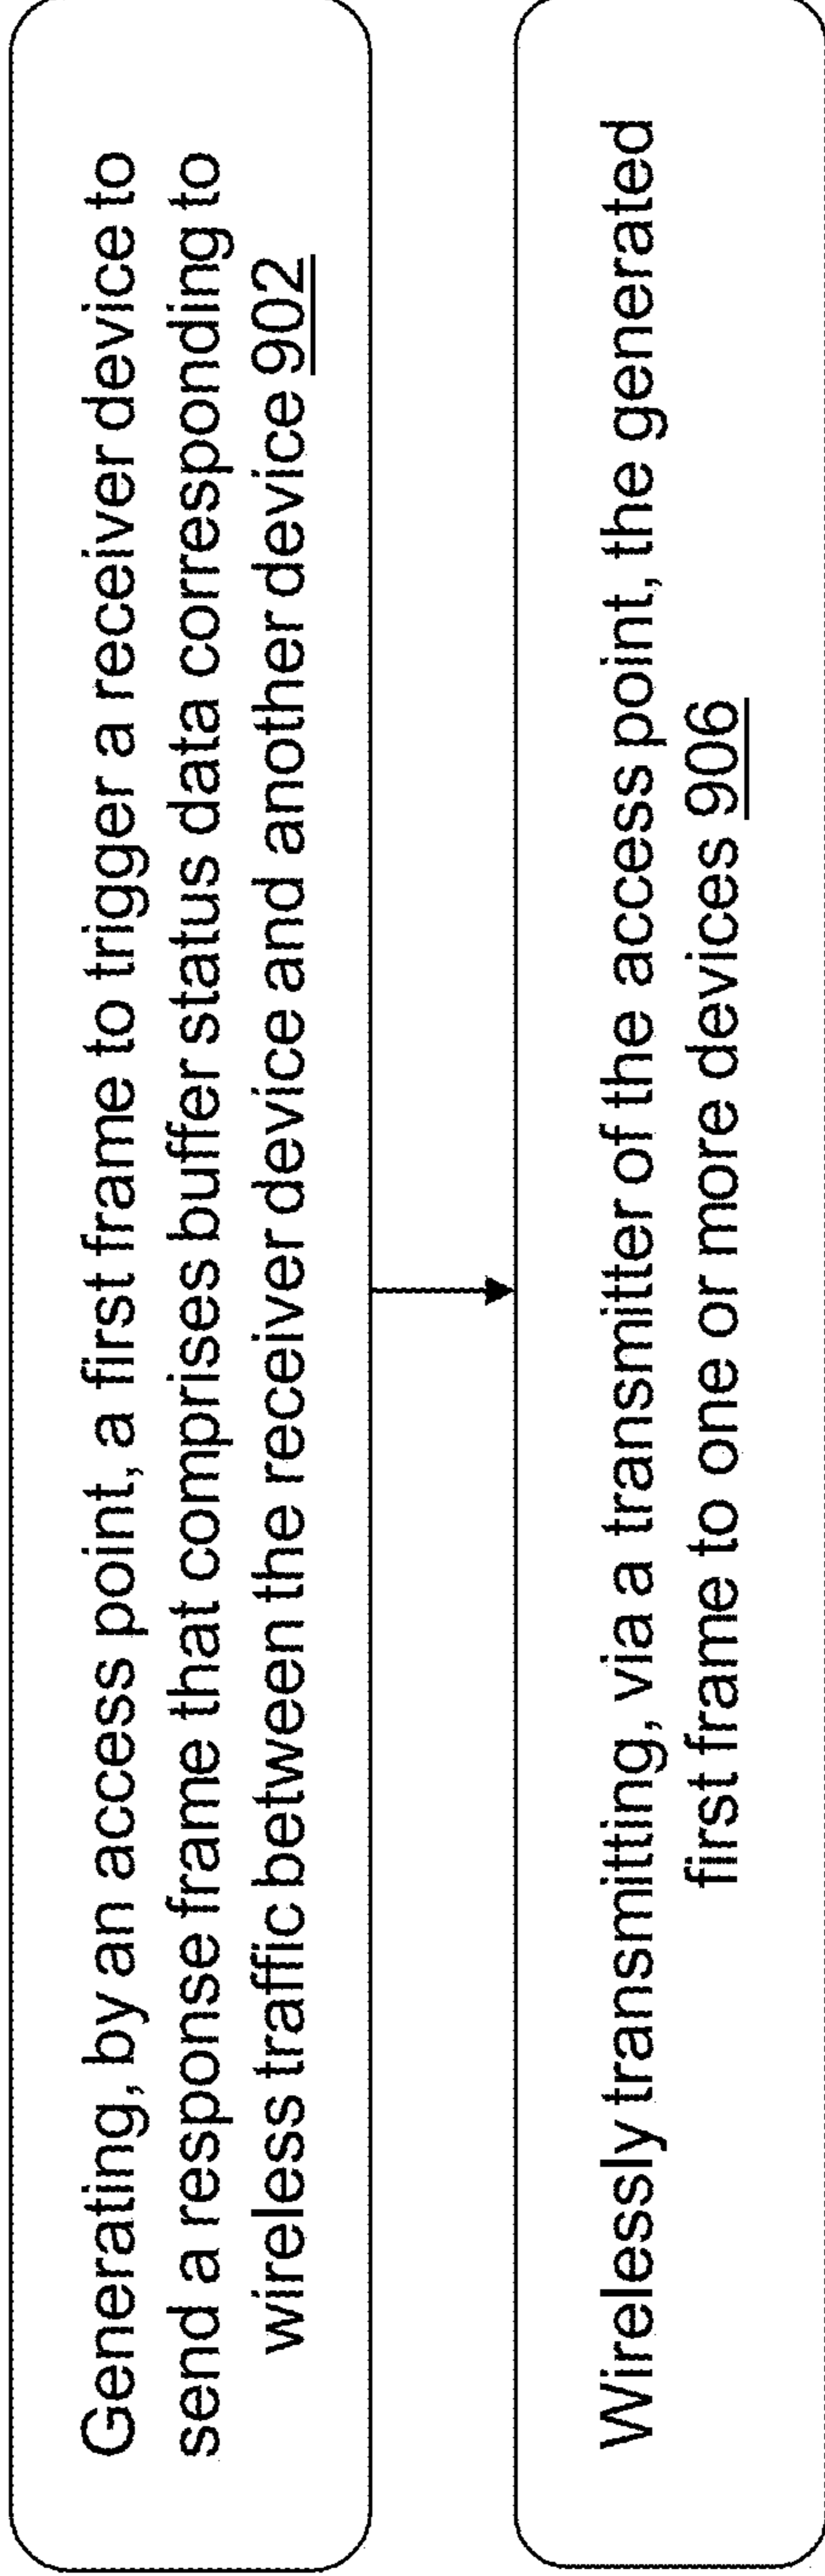 Generating, by an access point, a first frame to trigger a receiver device to
send a response frame that comprises buffer status data corresponding to
wireless traffic between the receiver device and another device 902
Wirelessly transmitting, via a transmitter of the access point, the generated
first frame to one or more devices 906